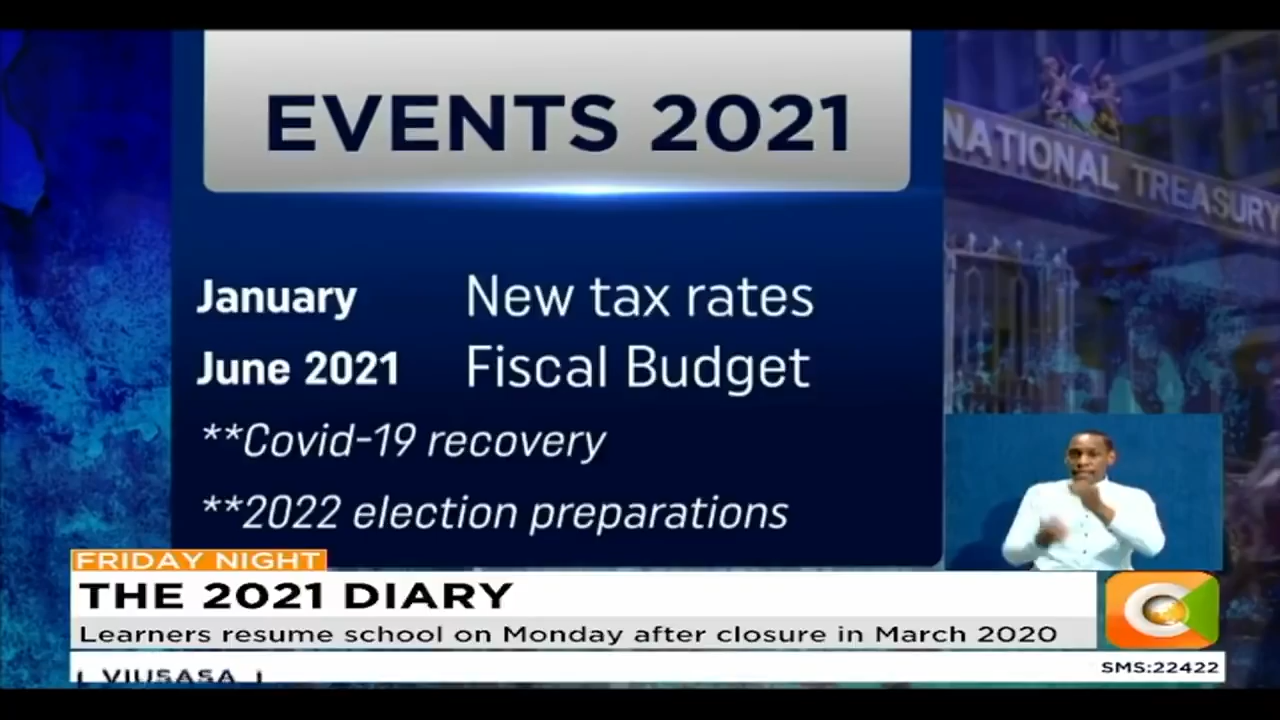 EVENTS 2021
NATIONAL TREASURY
January New tax rates
June 2021 Fiscal Budget
**Covid-19 recovery
**2022 election preparations
FRIDAY NIGHT
THE 2021 DIARY
Learners resume school on Monday after closure in March 2020
VIUSASA
SMS:22422